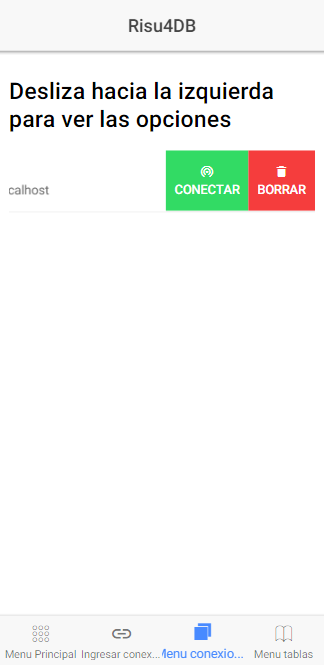 Risu4DB
Desliza hacia la izquierda
para ver las opciones
calhost
CONECTAR
BORRAR
Menu Principal
Ingresar conex...
Menu conexio...
Menu tablas